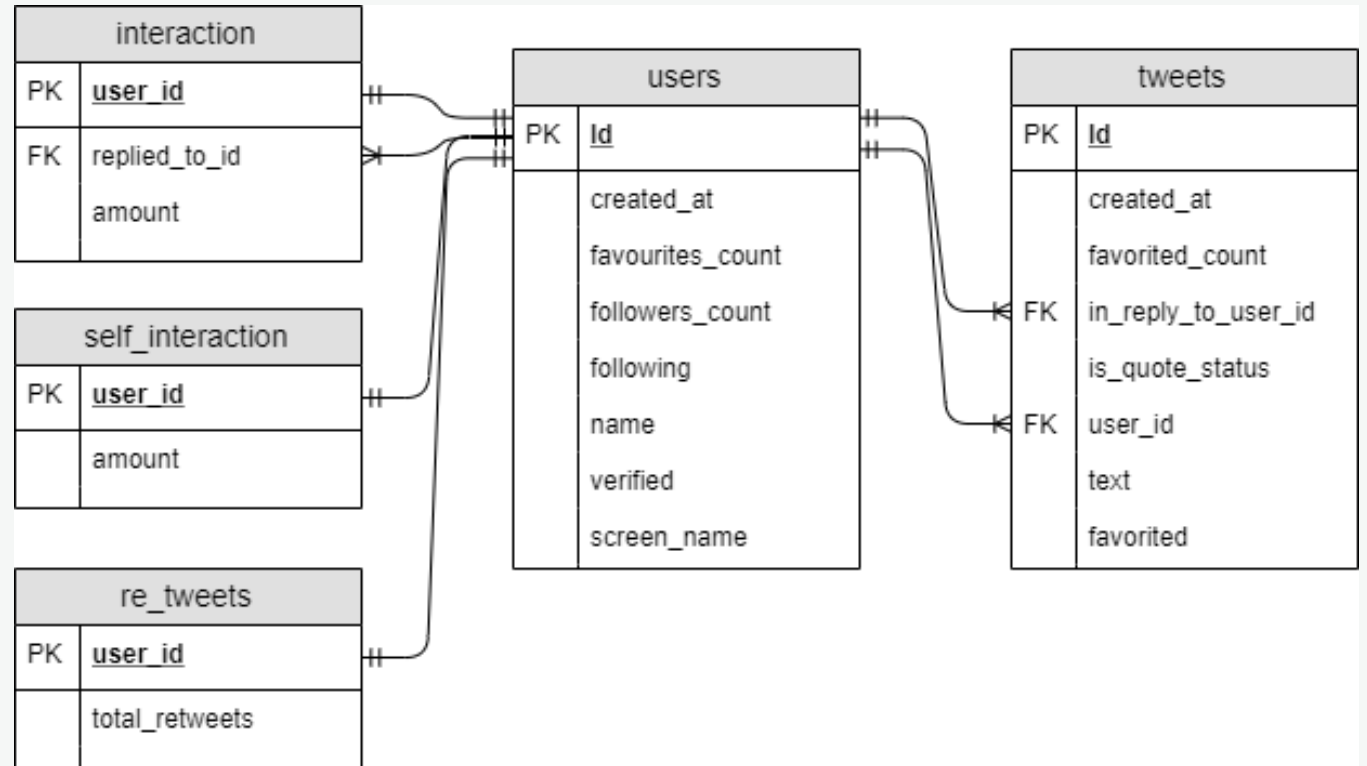 interaction
PK user_id
FK replied_to_id
amount
self_interaction
PK user_id
amount
re_tweets
PK user_id
total_retweets
users
PK Id
created_at
favourites_count
followers_count
following
name
verified
screen_name
tweets
PK Id
created_at
favorited_count
FK in_reply_to_user_id
is_quote_status
FK user_id
text
favorited